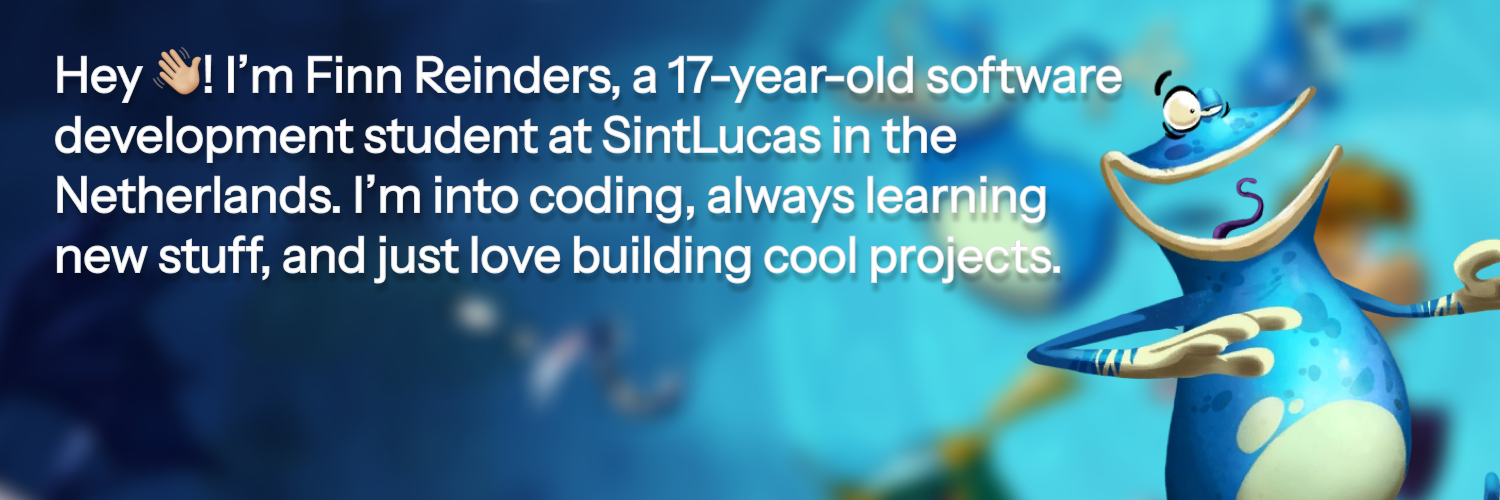 Hey 👋🏼! I’m Finn Reinders, a 17-year-old software
development student at SintLucas in the
Netherlands. I’m into coding, always learning
new stuff, and just love building cool projects.